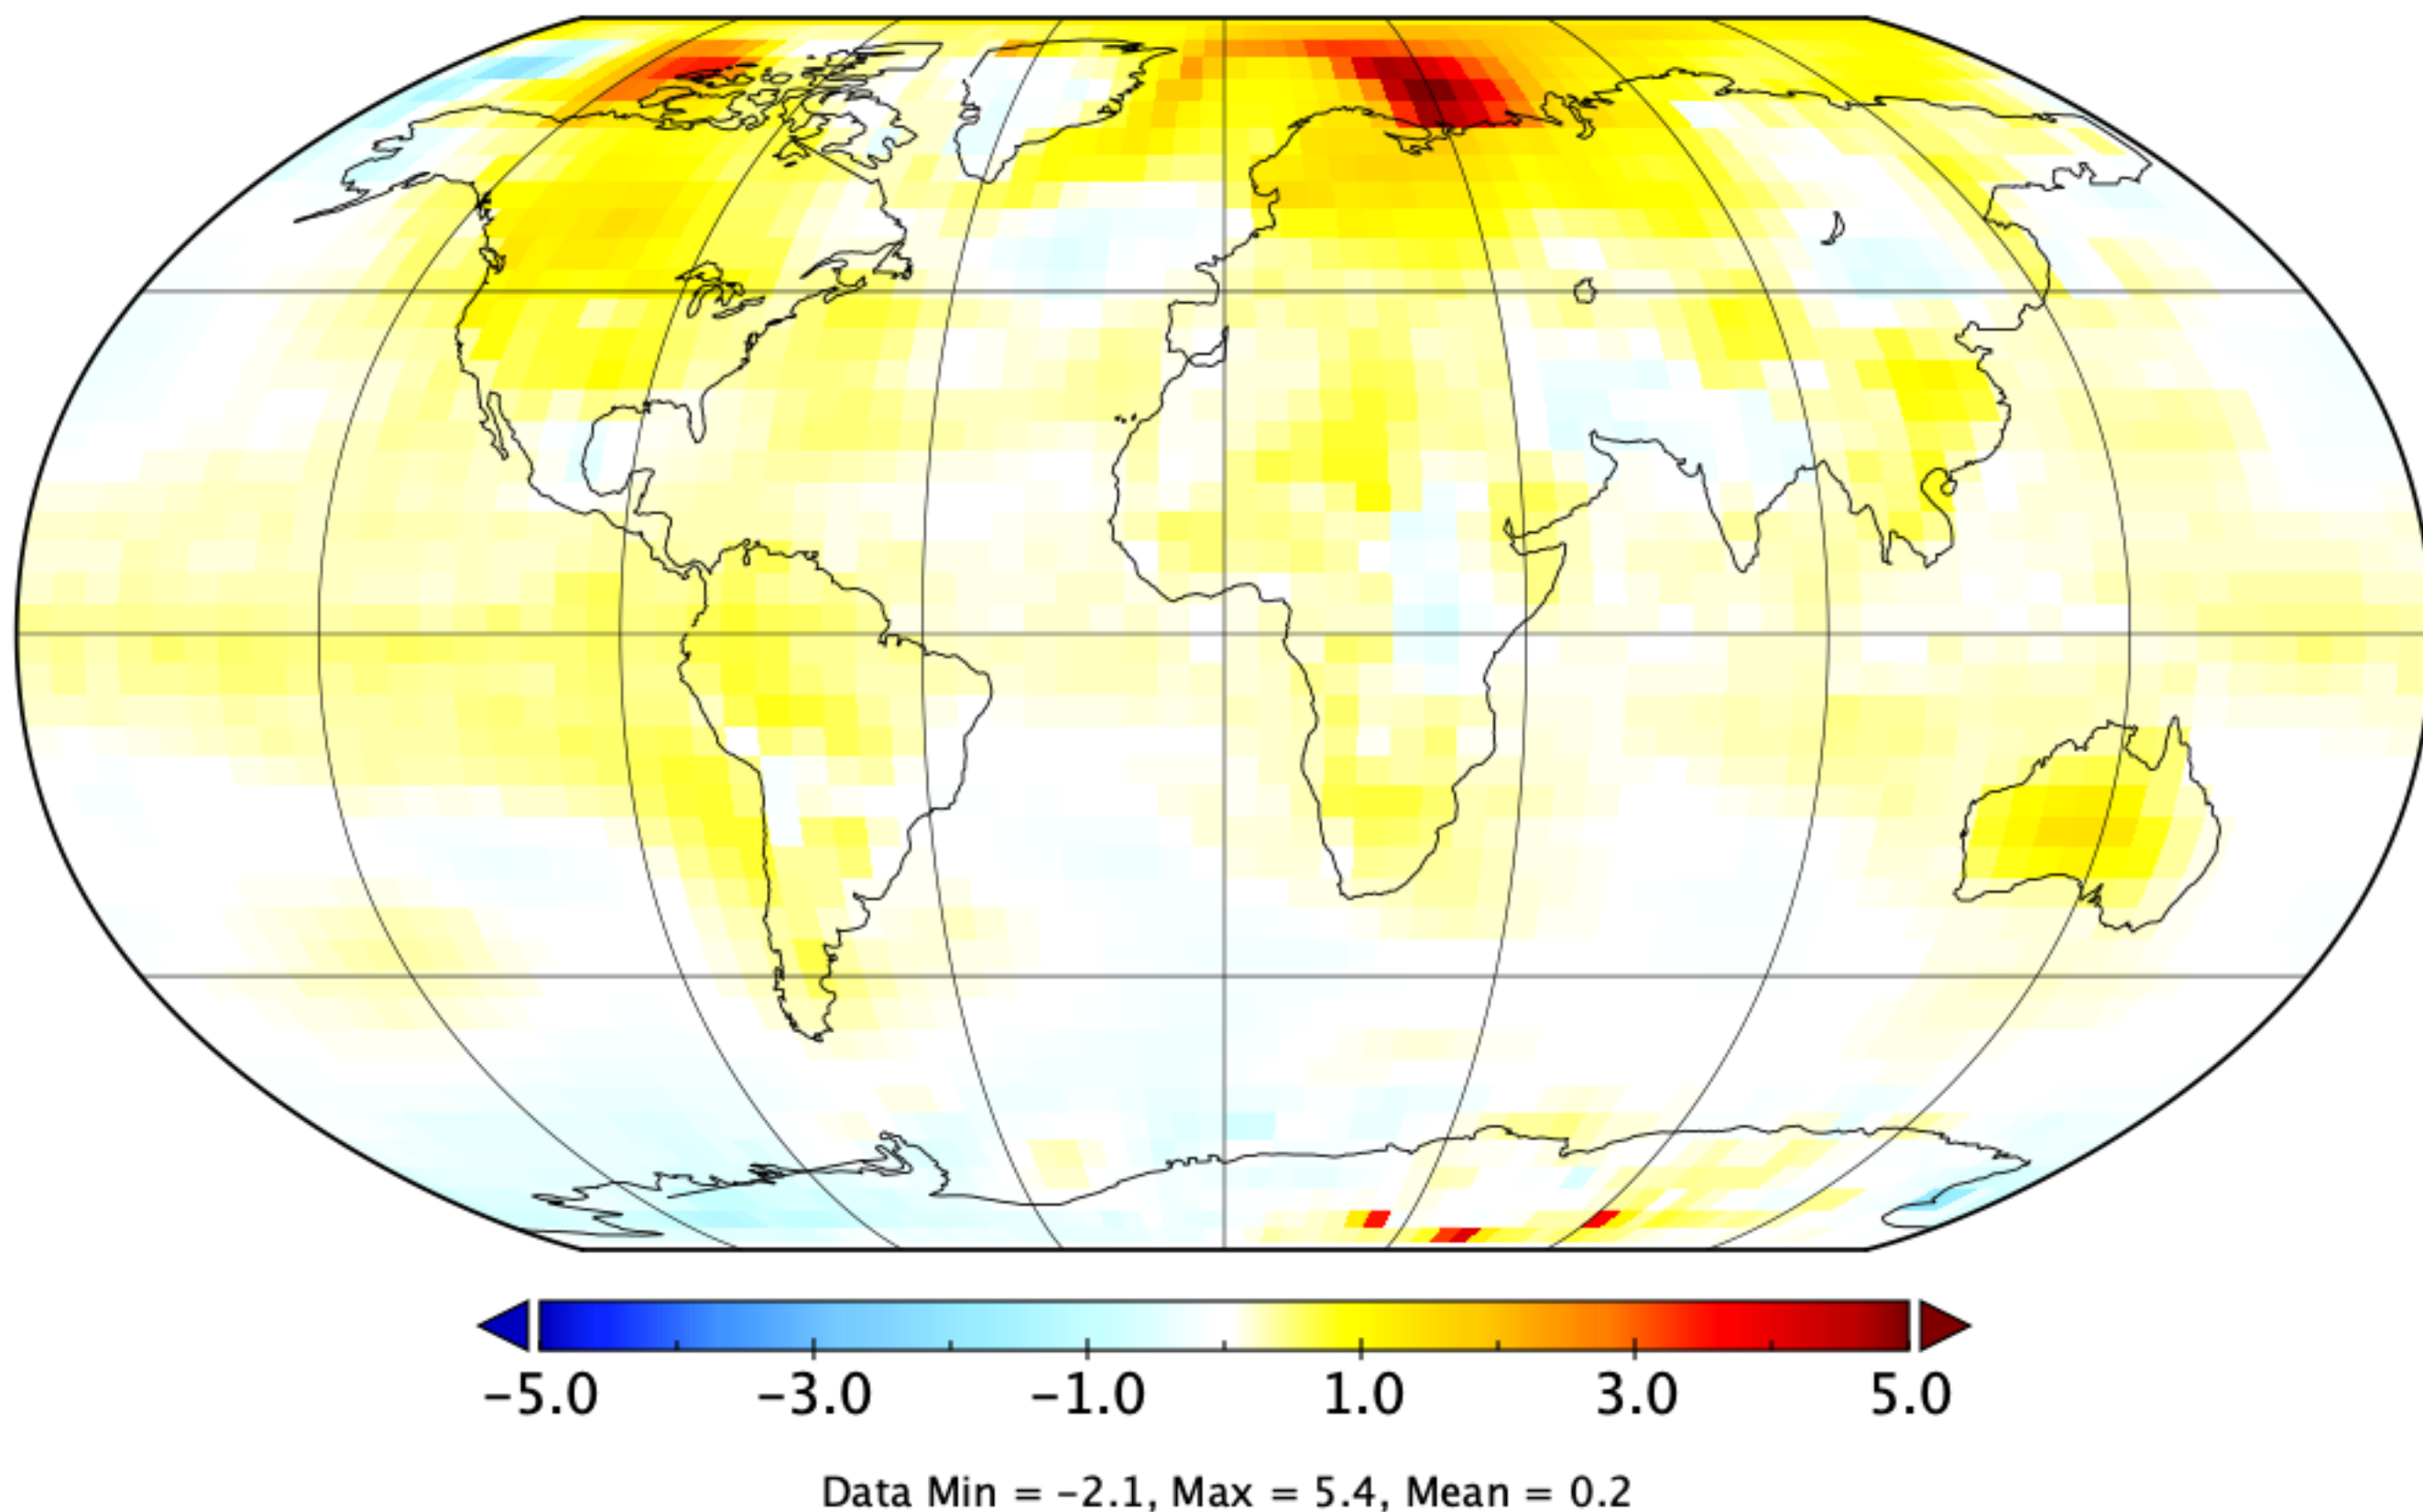 −5.0 −3.0 −1.0 1.0 3.0 5.0
Data Min = −2.1, Max = 5.4, Mean = 0.2